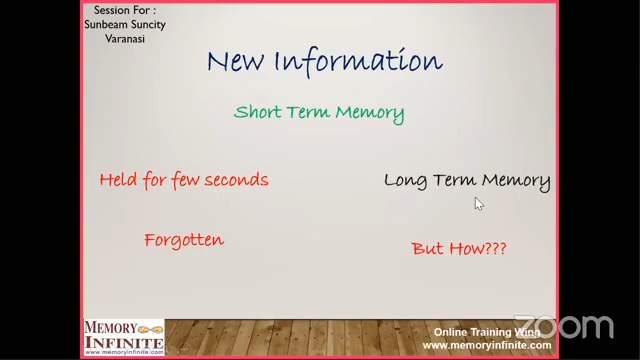 Session For :
Sunbeam Suncity
Varanasi
New Information
Short Term Memory
Held for few seconds
Long Term Memory
Forgotten
But How???
MEMORY
INFINITE
www.memoryinfinite.com
Online Training Wing
www.memoryinfinite.com
zoom